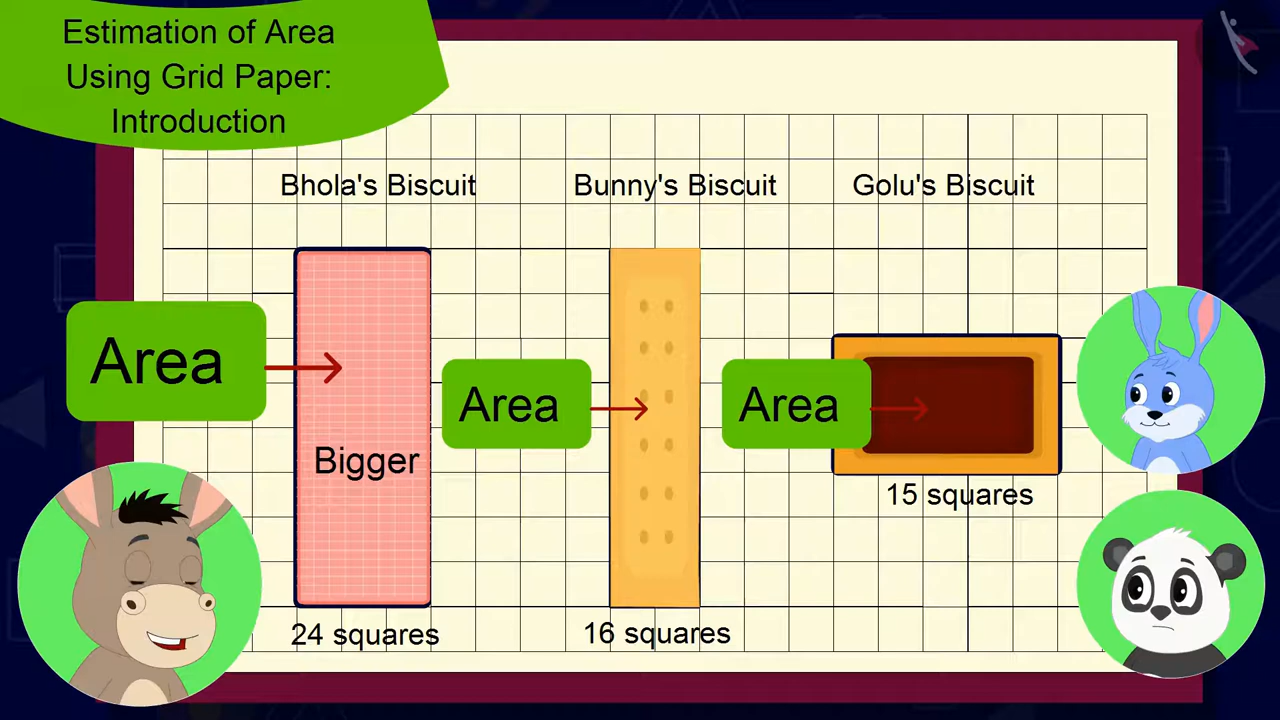 Estimation of Area
Using Grid Paper:
Introduction
Bhola's Biscuit
Bunny's Biscuit
Golu's Biscuit
Area
Area
Area
Bigger
15 squares
24 squares
16 squares